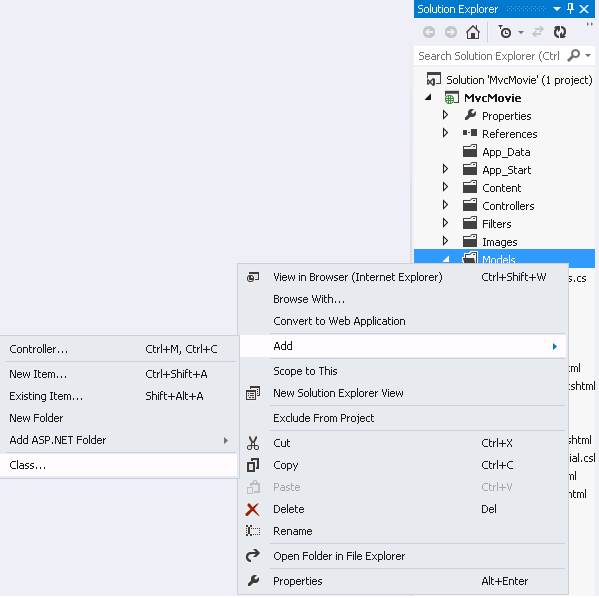 Solution Explorer
Search Solution Explorer (Ctrl
Solution 'MvcMovie' (1 project)
MvcMovie
Properties
References
App_Data
App_Start
Content
Controllers
Filters
Images
Models
s.cs
View in Browser (Internet Explorer) Ctrl+Shift+W
Browse With...
Convert to Web Application
Add
Scope to This
New Solution Explorer View
Exclude From Project
Cut Ctrl+X
Copy Ctrl+C
Paste Ctrl+V
Delete Del
Rename
Open Folder in File Explorer
Properties Alt+Enter
Controller... Ctrl+M, Ctrl+C
New Item... Ctrl+Shift+A
Existing Item... Shift+Alt+A
New Folder
Add ASP.NET Folder
Class...
ml
tshtml
shtml
ial.csl
ml
html